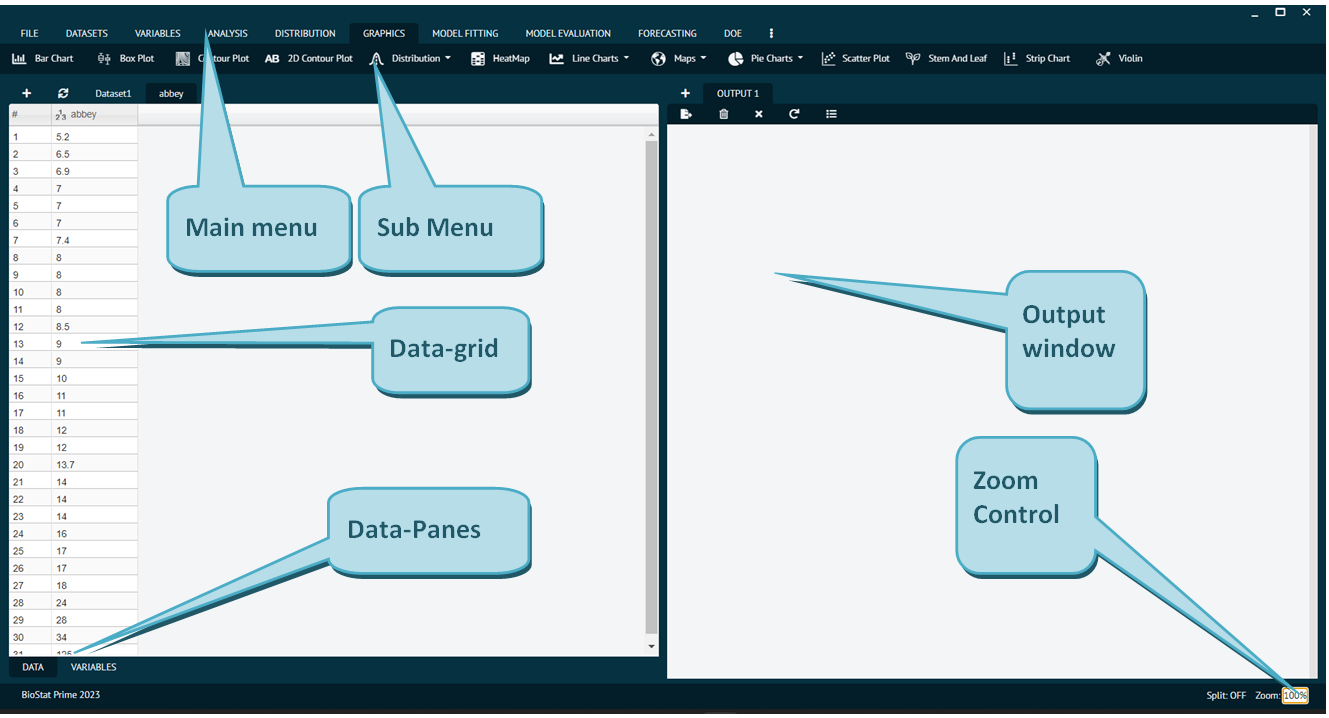 FILE DATASETS VARIABLES ANALYSIS DISTRIBUTION GRAPHICS MODEL FITTING MODEL EVALUATION FORECASTING DOE
Bar Chart Box Plot Contour Plot AB 2D Contour Plot Distribution HeatMap Line Charts Maps Pie Charts Scatter Plot Stem And Leaf Strip Chart Violin
+ Dataset1 abbey + OUTPUT 1
# abbey
1 5.2
2 6.5
3 6.9
4 7
5 7
6 7
7 7.4
8 8
9 8
10 8
11 8
12 8.5
13 9
14 9
15 10
16 11
17 11
18 12
19 12
20 13.7
21 14
22 14
23 14
24 16
25 17
26 17
27 18
28 24
29 28
30 34
31 125
Main menu
Sub Menu
Data-grid
Data-Panes
Output
window
Zoom
Control
DATA VARIABLES
BioStat Prime 2023 Split: OFF Zoom: 100%